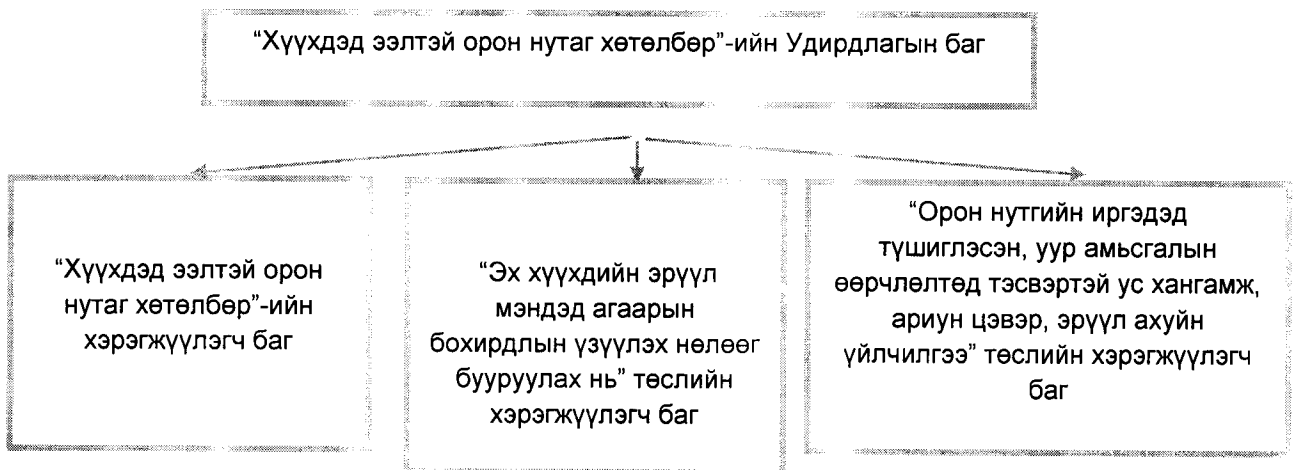 “Хүүхдэд ээлтэй орон нутаг хөтөлбөр”-ийн Удирдлагын баг
“Хүүхдэд ээлтэй орон
нутаг хөтөлбөр”-ийн
хэрэгжүүлэгч баг
“Эх хүүхдийн эрүүл
мэндэд агаарын
бохирдлын үзүүлэх нөлөөг
бууруулах нь” төслийн
хэрэгжүүлэгч баг
“Орон нутгийн иргэдэд
түшиглэсэн, уур амьсгалын
өөрчлөлтөд тэсвэртэй ус хангамж,
ариун цэвэр, эрүүл ахуйн
үйлчилгээ” төслийн хэрэгжүүлэгч
баг